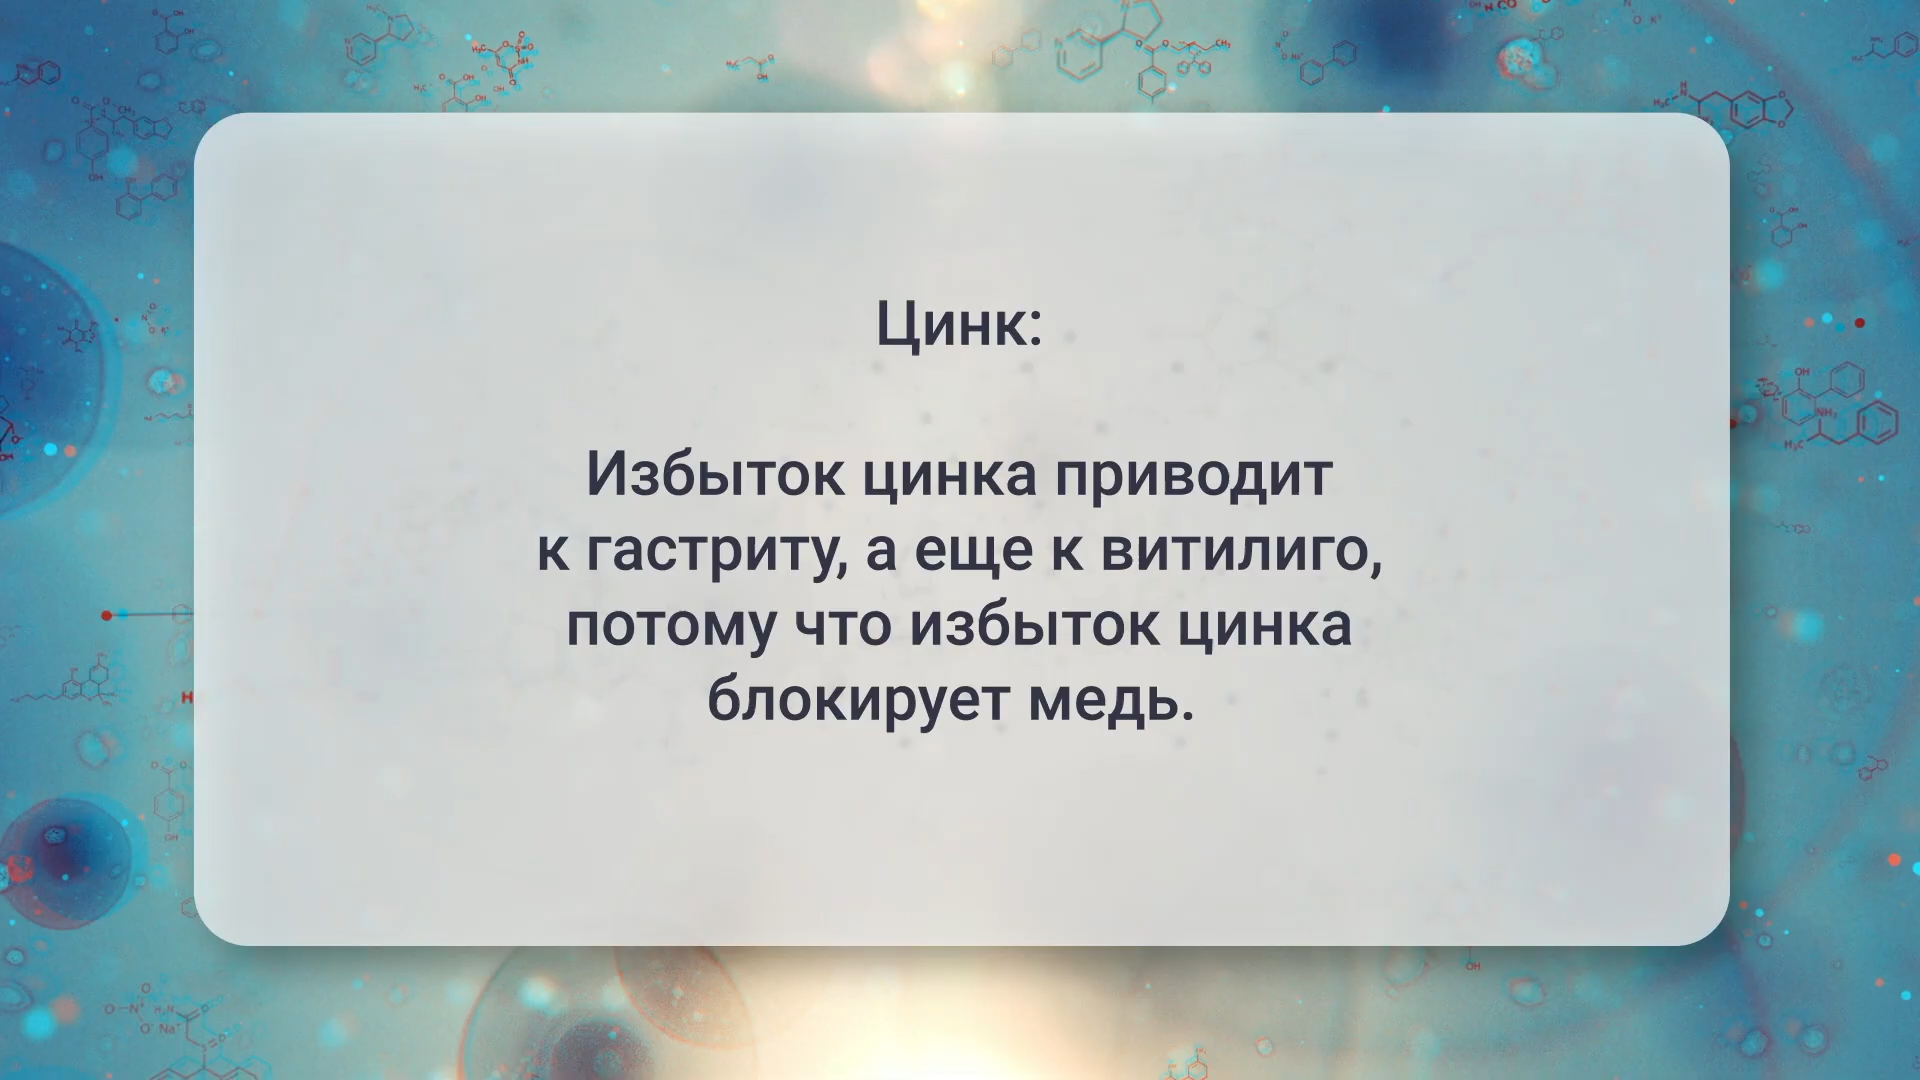 Цинк:
Избыток цинка приводит
к гастриту, а еще к витилиго,
потому что избыток цинка
блокирует медь.